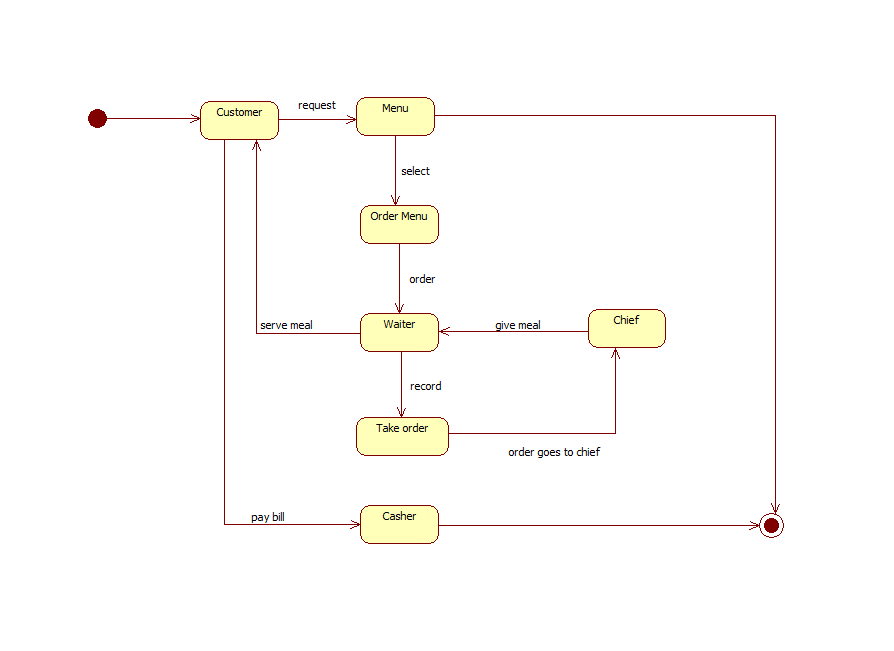 Customer
request
Menu
select
Order Menu
order
serve meal
Waiter
give meal
Chief
record
Take order
order goes to chief
pay bill
Casher